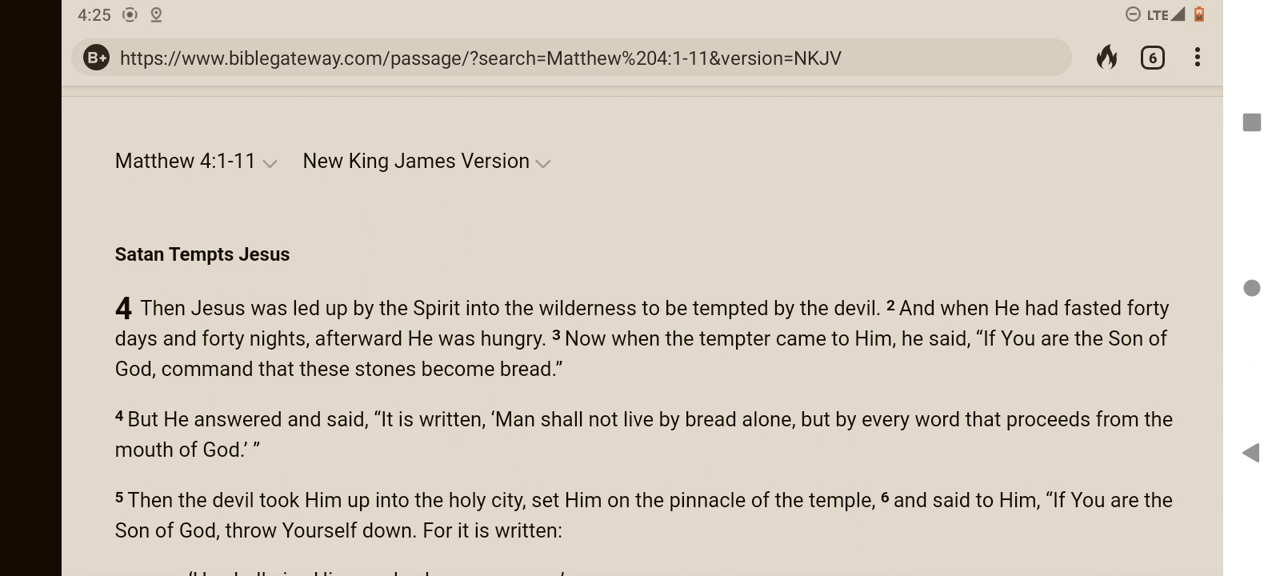 4:25 LTE
B+ https://www.biblegateway.com/passage/?search=Matthew%204:1-11&version=NKJV 6
Matthew 4:1-11 New King James Version
Satan Tempts Jesus
4 Then Jesus was led up by the Spirit into the wilderness to be tempted by the devil. 2 And when He had fasted forty
days and forty nights, afterward He was hungry. 3 Now when the tempter came to Him, he said, “If You are the Son of
God, command that these stones become bread.”
4 But He answered and said, “It is written, ‘Man shall not live by bread alone, but by every word that proceeds from the
mouth of God.’ ”
5 Then the devil took Him up into the holy city, set Him on the pinnacle of the temple, 6 and said to Him, “If You are the
Son of God, throw Yourself down. For it is written: